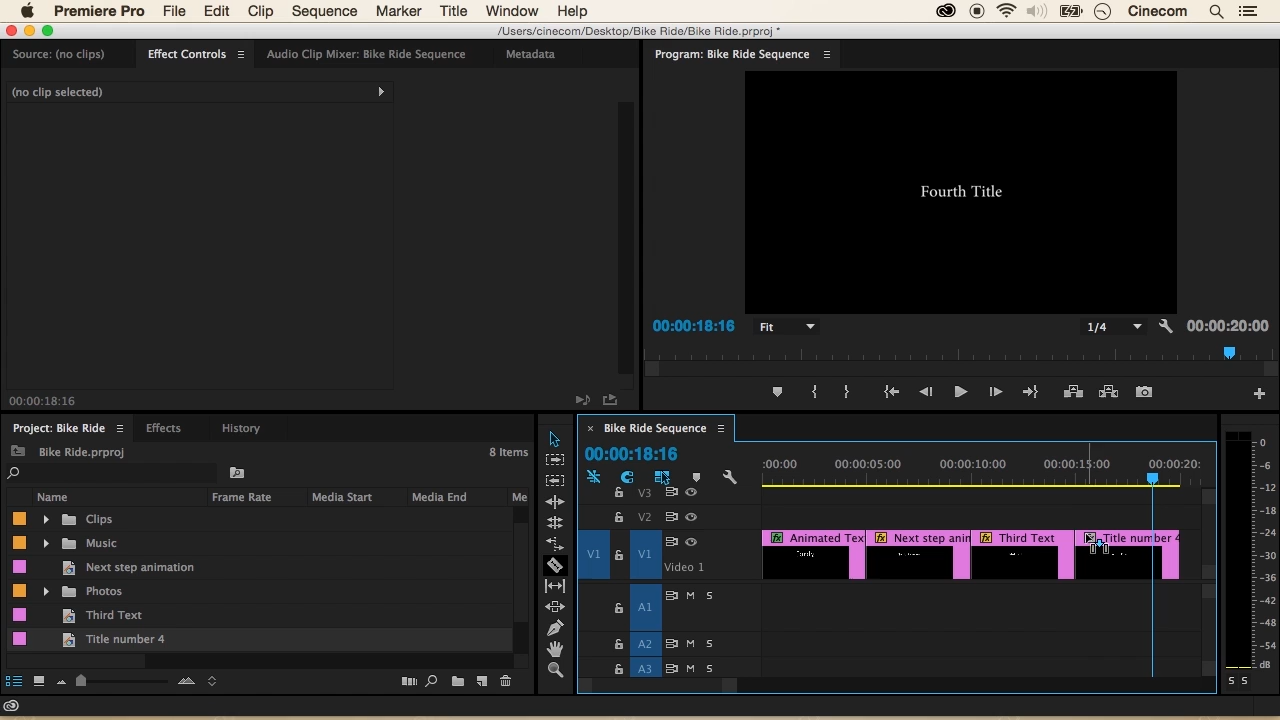 Premiere Pro File Edit Clip Sequence Marker Title Window Help Cinecom
/Users/cinecom/Desktop/Bike Ride/Bike Ride.prproj *
Source: (no clips) Effect Controls Audio Clip Mixer: Bike Ride Sequence Metadata
Program: Bike Ride Sequence
(no clip selected)
Fourth Title
00:00:18:16 Fit 1/4 00:00:20:00
00:00:18:16
Project: Bike Ride Effects History
Bike Ride.prproj 8 Items
Name Frame Rate Media Start Media End Me
Clips
Music
Next step animation
Photos
Third Text
Title number 4
Bike Ride Sequence
00:00:18:16
:00:00 00:00:05:00 00:00:10:00 00:00:15:00 00:00:20:
V3
V2
V1 V1 Video 1
fx Animated Tex fx Next step anin fx Third Text Title number 4
A1 M S
A2 M S
A3 M S
0
-6
-12
-18
-24
-30
-36
-42
-48
-54
dB
S S